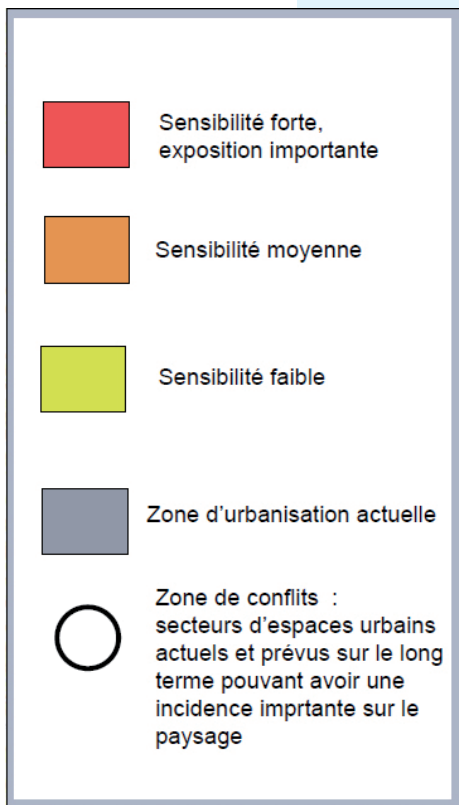 Sensibilité forte,
exposition importante
Sensibilité moyenne
Sensibilité faible
Zone d'urbanisation actuelle
Zone de conflits :
secteurs d'espaces urbains
actuels et prévus sur le long
terme pouvant avoir une
incidence imprtante sur le
paysage